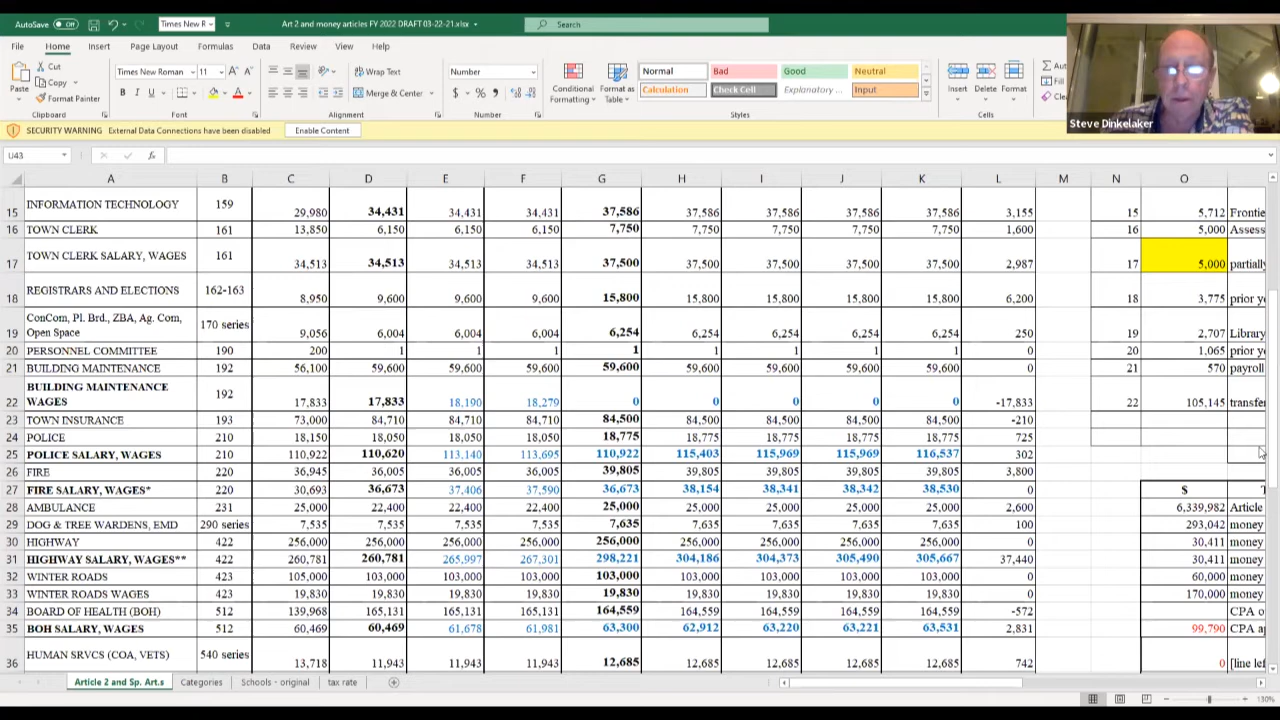 AutoSave Off Times New R Art 2 and money articles FY 2022 DRAFT 03-22-21.xlsx Search
File Home Insert Page Layout Formulas Data Review View Help
Paste Cut Copy Format Painter Clipboard
Times New Roman 11 A A B I U Font
Wrap Text Merge & Center Alignment
Number $ % Number
Conditional Formatting Format as Table Normal Bad Good Neutral Calculation Check Cell Explanatory ... Input Styles
Insert Delete Format Cells
Steve Dinkelaker
SECURITY WARNING External Data Connections have been disabled Enable Content
U43 fx
A B C D E F G H I J K L M N O
15 INFORMATION TECHNOLOGY 159 29,980 34,431 34,431 34,431 37,586 37,586 37,586 37,586 37,586 3,155 15 5,712 Frontie
16 TOWN CLERK 161 13,850 6,150 6,150 6,150 7,750 7,750 7,750 7,750 7,750 1,600 16 5,000 Assess
17 TOWN CLERK SALARY, WAGES 161 34,513 34,513 34,513 34,513 37,500 37,500 37,500 37,500 37,500 2,987 17 5,000 partially
18 REGISTRARS AND ELECTIONS 162-163 8,950 9,600 9,600 9,600 15,800 15,800 15,800 15,800 15,800 6,200 18 3,775 prior ye
19 ConCom, Pl. Brd., ZBA, Ag. Com, Open Space 170 series 9,056 6,004 6,004 6,004 6,254 6,254 6,254 6,254 6,254 250 19 2,707 Library
20 PERSONNEL COMMITTEE 190 200 1 1 1 1 1 1 1 1 0 20 1,065 prior ye
21 BUILDING MAINTENANCE 192 56,100 59,600 59,600 59,600 59,600 59,600 59,600 59,600 59,600 0 21 570 payroll
22 BUILDING MAINTENANCE WAGES 192 17,833 17,833 18,190 18,279 0 0 0 0 0 -17,833 22 105,145 transfer
23 TOWN INSURANCE 193 73,000 84,710 84,710 84,710 84,500 84,500 84,500 84,500 84,500 -210
24 POLICE 210 18,150 18,050 18,050 18,050 18,775 18,775 18,775 18,775 18,775 725
25 POLICE SALARY, WAGES 210 110,922 110,620 113,140 113,695 110,922 115,403 115,969 115,969 116,537 302
26 FIRE 220 36,945 36,005 36,005 36,005 39,805 39,805 39,805 39,805 39,805 3,800
27 FIRE SALARY, WAGES* 220 30,693 36,673 37,406 37,590 36,673 38,154 38,341 38,342 38,530 0 $
28 AMBULANCE 231 25,000 22,400 22,400 22,400 25,000 25,000 25,000 25,000 25,000 2,600 6,339,982 Article
29 DOG & TREE WARDENS, EMD 290 series 7,535 7,535 7,535 7,535 7,635 7,635 7,635 7,635 7,635 100 293,042 money
30 HIGHWAY 422 256,000 256,000 256,000 256,000 256,000 256,000 256,000 256,000 256,000 0 30,411 money
31 HIGHWAY SALARY, WAGES** 422 260,781 260,781 265,997 267,301 298,221 304,186 304,373 305,490 305,667 37,440 30,411 money
32 WINTER ROADS 423 105,000 103,000 103,000 103,000 103,000 103,000 103,000 103,000 103,000 0 60,000 money
33 WINTER ROADS WAGES 423 19,830 19,830 19,830 19,830 19,830 19,830 19,830 19,830 19,830 0 170,000 money
34 BOARD OF HEALTH (BOH) 512 139,968 165,131 165,131 165,131 164,559 164,559 164,559 164,559 164,559 -572 CPA o
35 BOH SALARY, WAGES 512 60,469 60,469 61,678 61,981 63,300 62,912 63,220 63,221 63,531 2,831 99,790 CPA ap
36 HUMAN SRVCS (COA, VETS) 540 series 13,718 11,943 11,943 11,943 12,685 12,685 12,685 12,685 12,685 742 0 [line left
Article 2 and Sp. Art.s Categories Schools - original tax rate
130%